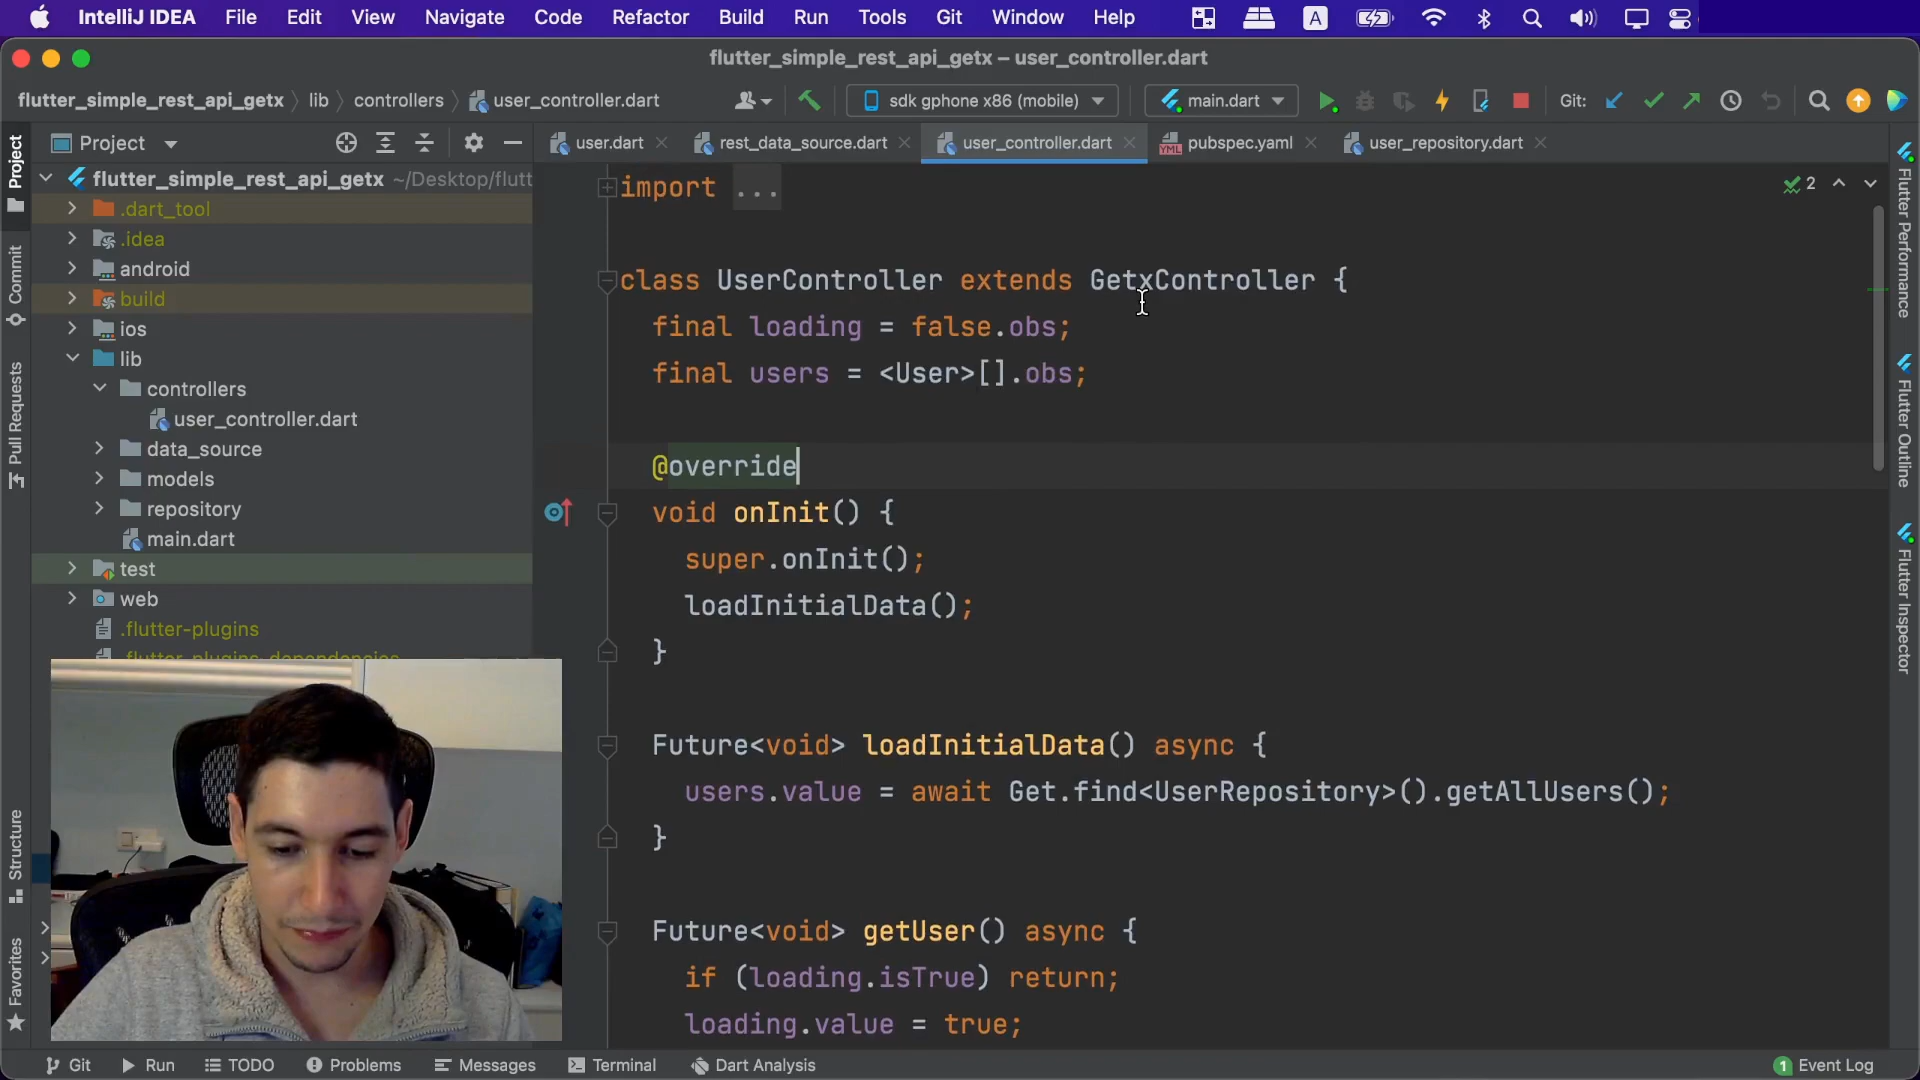 IntelliJ IDEA File Edit View Navigate Code Refactor Build Run Tools Git Window Help A
flutter_simple_rest_api_getx – user_controller.dart
flutter_simple_rest_api_getx lib controllers user_controller.dart sdk gphone x86 (mobile) main.dart Git:
Project user.dart rest_data_source.dart user_controller.dart pubspec.yaml user_repository.dart
flutter_simple_rest_api_getx ~/Desktop/flutt
.dart_tool
.idea
android
build
ios
lib
controllers
user_controller.dart
data_source
models
repository
main.dart
test
web
.flutter-plugins
.flutter-plugins-dependencies
import ...
2
class UserController extends GetxController {
final loading = false.obs;
final users = <User>[].obs;
@override
void onInit() {
super.onInit();
loadInitialData();
}
Future<void> loadInitialData() async {
users.value = await Get.find<UserRepository>().getAllUsers();
}
Future<void> getUser() async {
if (loading.isTrue) return;
loading.value = true;
Project
Commit
Pull Requests
Structure
Favorites
Flutter Performance
Flutter Outline
Flutter Inspector
Git Run TODO Problems Messages Terminal Dart Analysis 1 Event Log